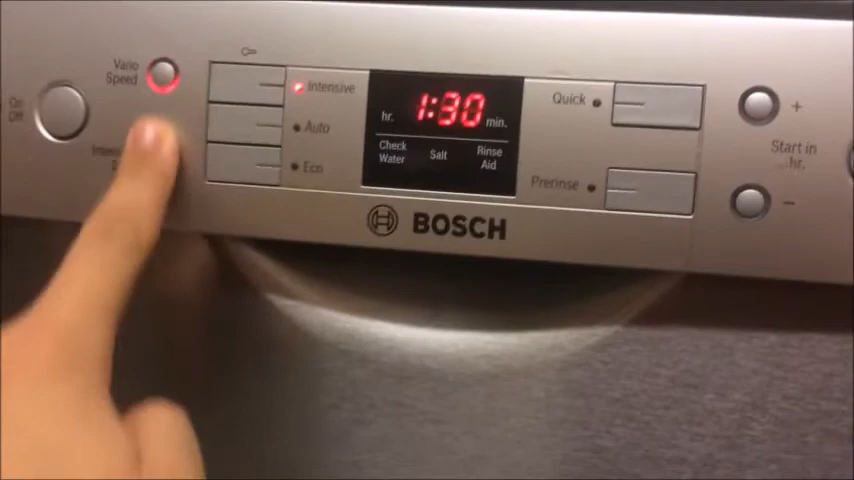 Vario
Speed
On
Off
Intensive
Auto
Eco
hr. 1:30 min.
Check
Water
Salt
Rinse
Aid
Quick
Prerinse
+
Start in
...hr.
-
BOSCH